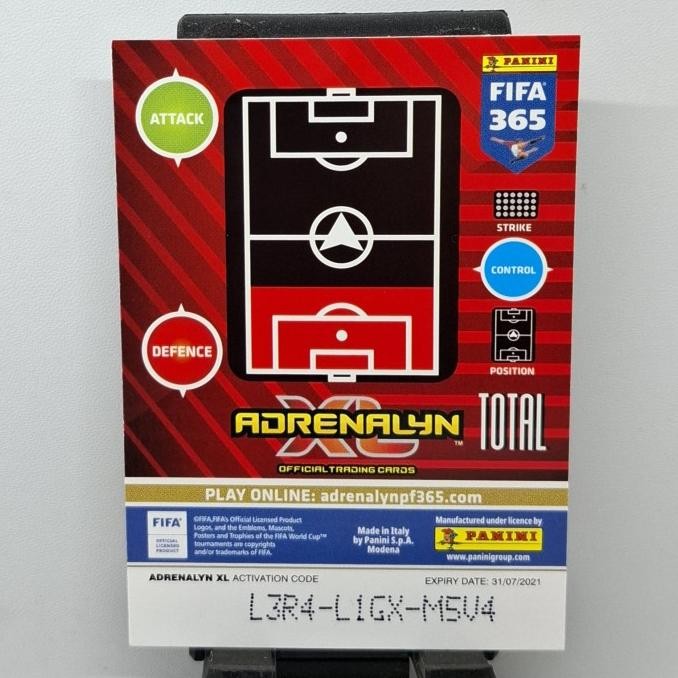 PANINI
FIFA
365
ATTACK
STRIKE
CONTROL
DEFENCE
POSITION
ADRENALYN
XL™
OFFICIAL TRADING CARDS
TOTAL
PLAY ONLINE: adrenalynpf365.com
FIFA®
OFFICIAL
LICENSED
PRODUCT
©FIFA, FIFA's Official Licensed Product
Logos, and the Emblems, Mascots,
Posters and Trophies of the FIFA World Cup™
tournaments are copyrights
and/or trademarks of FIFA.
Made in Italy
by Panini S.p.A.
Modena
Manufactured under licence by
PANINI
www.paninigroup.com
ADRENALYN XL ACTIVATION CODE
EXPIRY DATE: 31/07/2021
L3R4-L1GX-M5V4